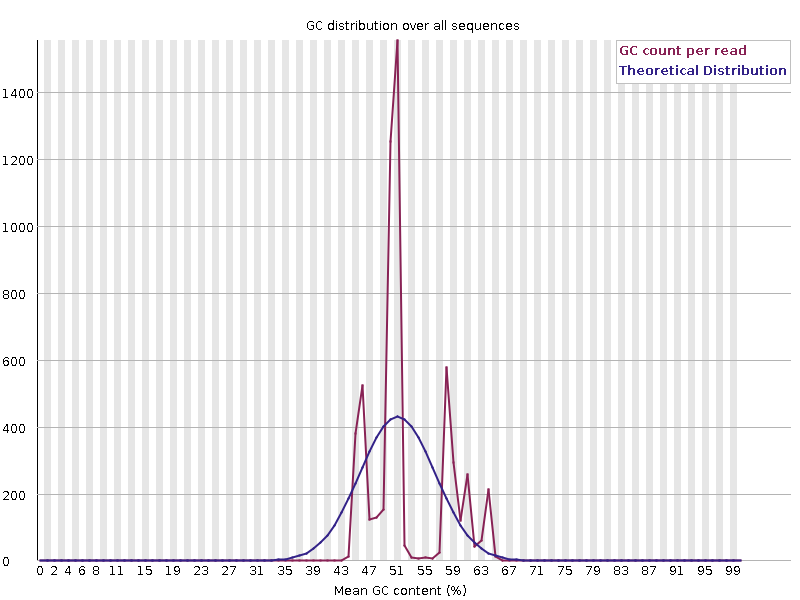 GC distribution over all sequences
GC count per read
Theoretical Distribution
1400
1200
1000
800
600
400
200
0
0 2 4 6 8 11 15 19 23 27 31 35 39 43 47 51 55 59 63 67 71 75 79 83 87 91 95 99
Mean GC content (%)